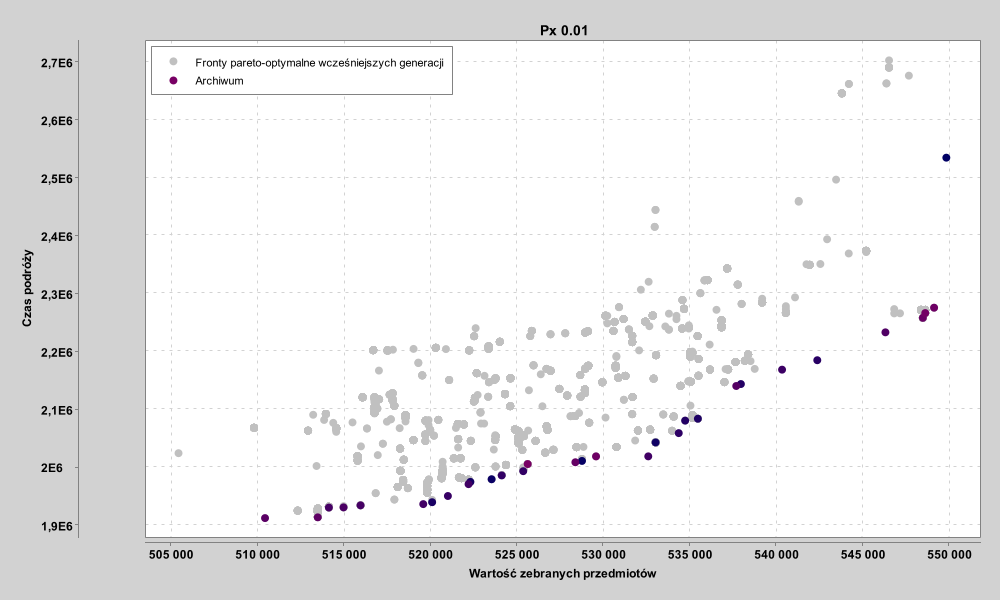 Px 0.01
Fronty pareto-optymalne wcześniejszych generacji
Archiwum
2,7E6
2,6E6
2,5E6
2,4E6
2,3E6
2,2E6
2,1E6
2E6
1,9E6
Czas podróży
505 000 510 000 515 000 520 000 525 000 530 000 535 000 540 000 545 000 550 000
Wartość zebranych przedmiotów